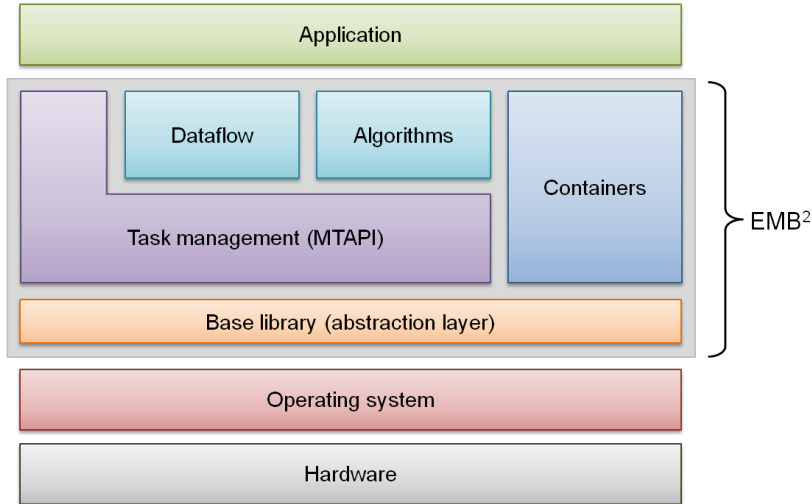 Application
Dataflow
Algorithms
Containers
Task management (MTAPI)
EMB²
Base library (abstraction layer)
Operating system
Hardware